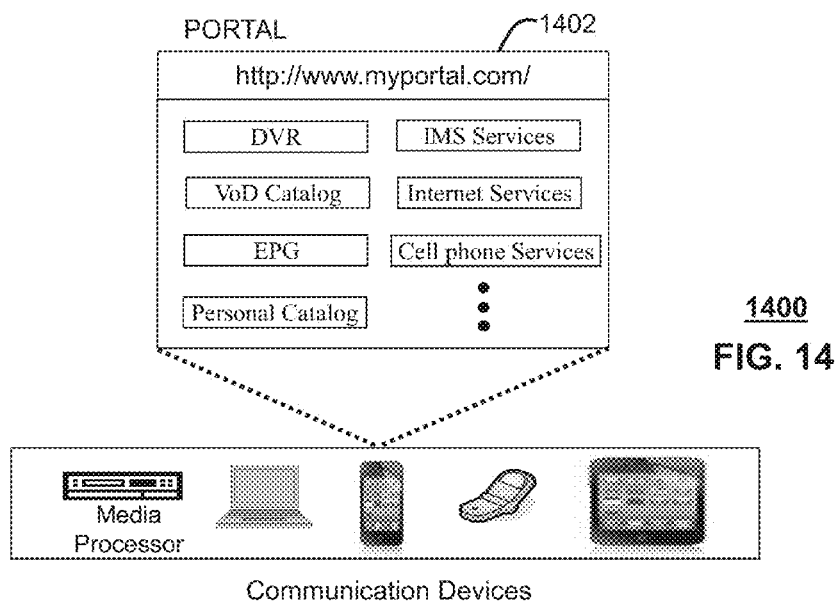 PORTAL
1402
http://www.myportal.com/
DVR
IMS Services
VoD Catalog
Internet Services
EPG
Cell phone Services
Personal Catalog
1400
FIG. 14
Media
Processor
Communication Devices